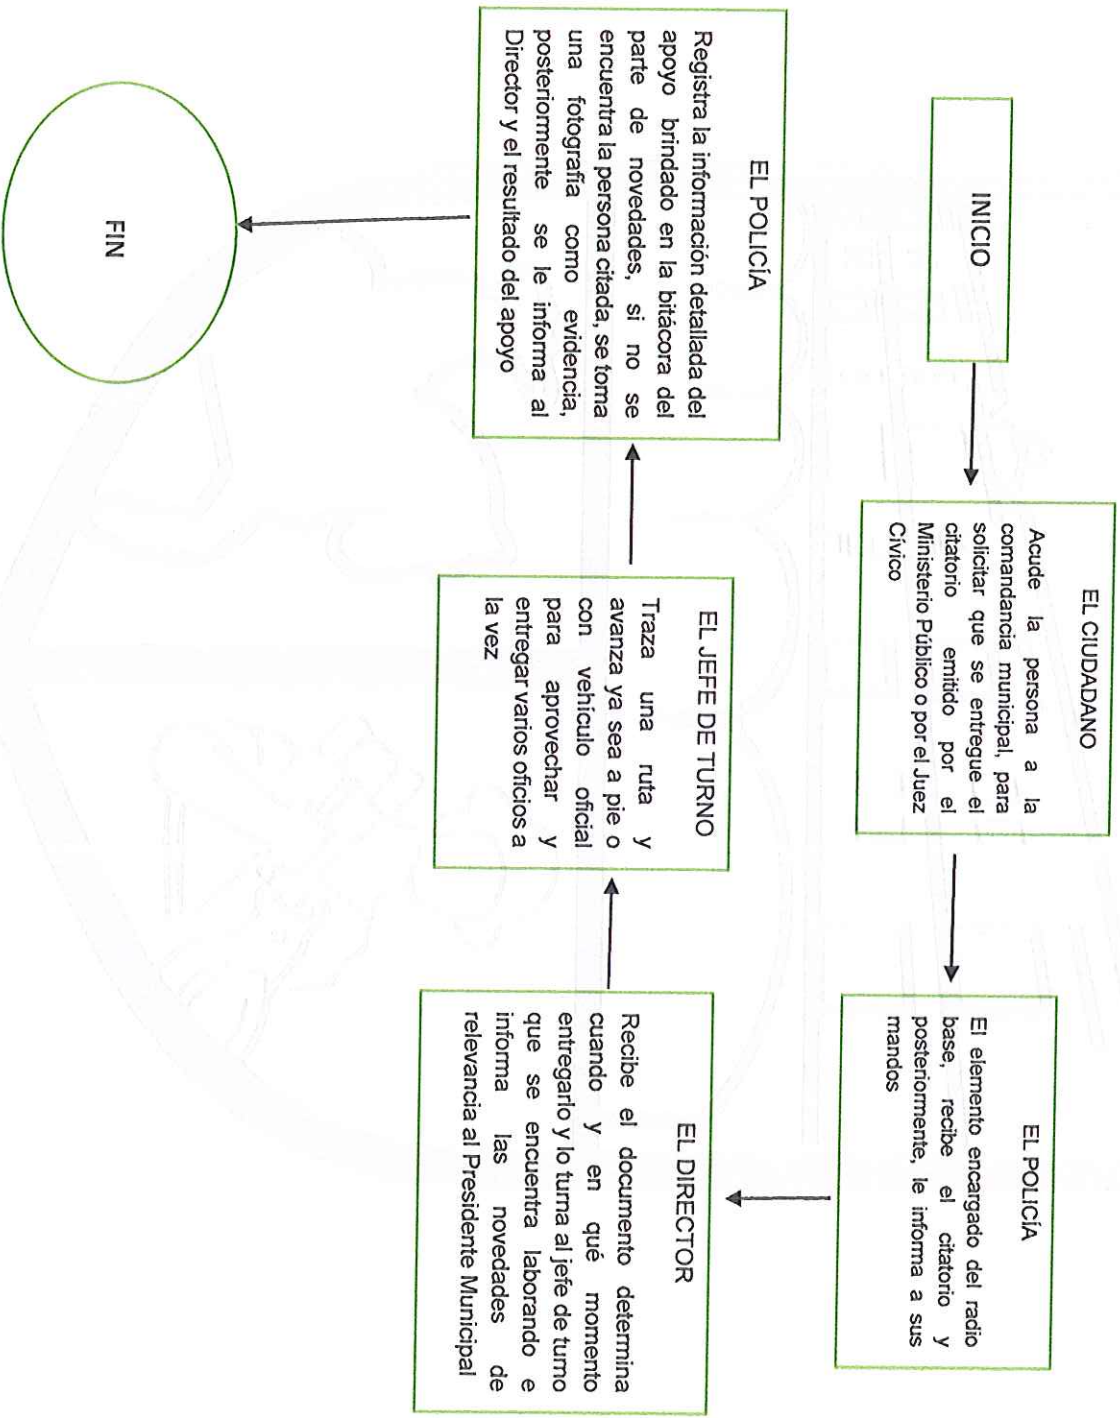 INICIO
EL CIUDADANO
Acude la persona a la
comandancia municipal, para
solicitar que se entregue el
citatorio emitido por el
Ministerio Público o por el Juez
Cívico
EL POLICÍA
El elemento encargado del radio
base, recibe el citatorio y
posteriormente, le informa a sus
mandos
EL DIRECTOR
Recibe el documento determina
cuando y en qué momento
entregarlo y lo turna al jefe de turno
que se encuentra laborando e
informa las novedades de
relevancia al Presidente Municipal
EL JEFE DE TURNO
Traza una ruta y
avanza ya sea a pie o
con vehículo oficial
para aprovechar y
entregar varios oficios a
la vez
EL POLICÍA
Registra la información detallada del
apoyo brindado en la bitácora del
parte de novedades, si no se
encuentra la persona citada, se toma
una fotografía como evidencia,
posteriormente se le informa al
Director y el resultado del apoyo
FIN